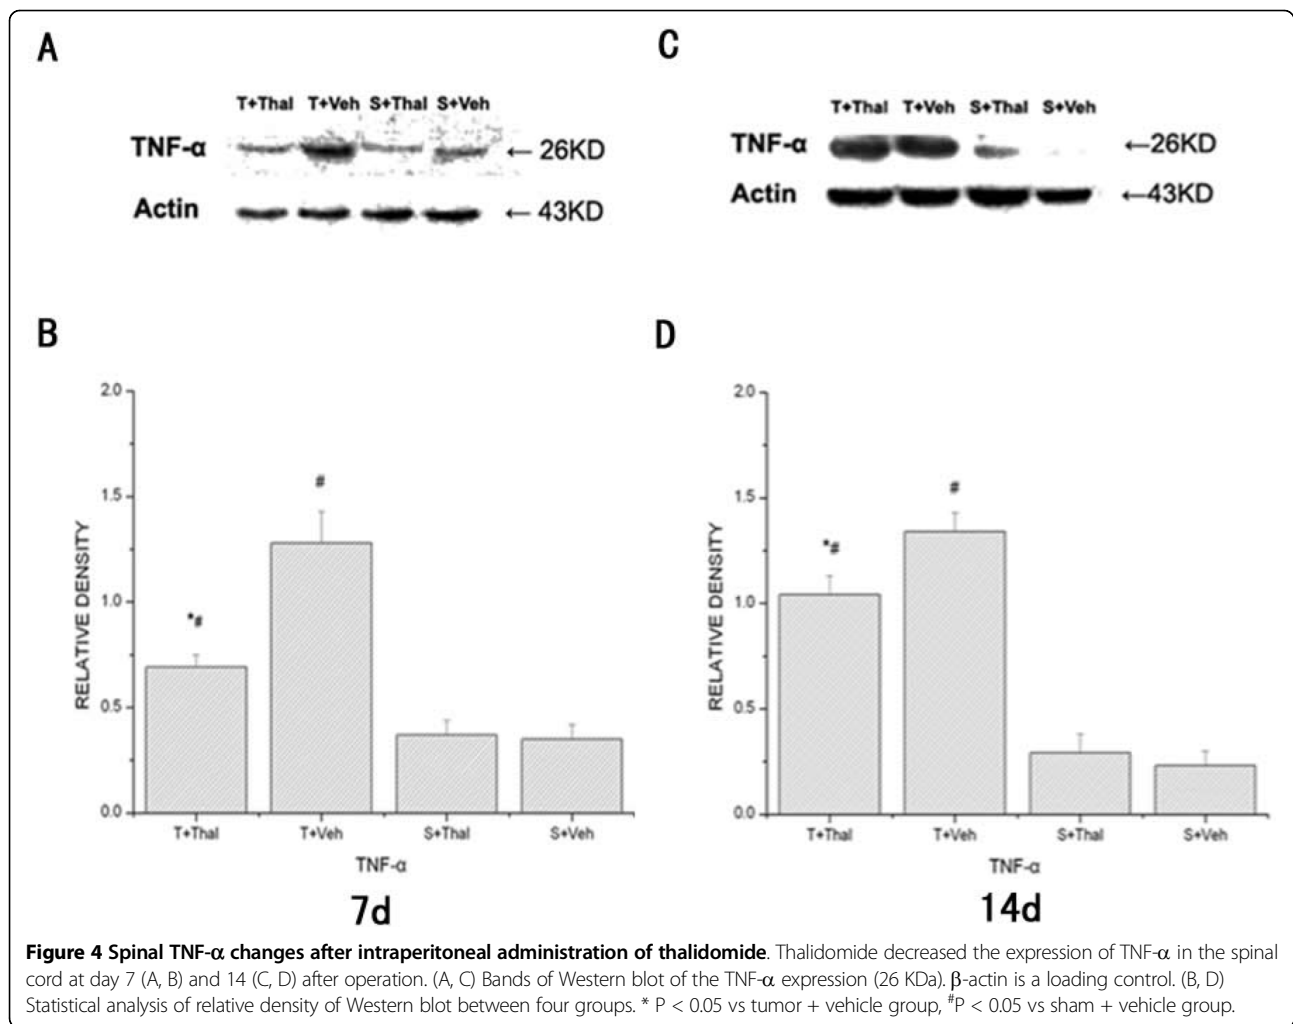 A
T+Thal T+Veh S+Thal S+Veh
TNF-α ← 26KD
Actin ← 43KD
C
T+Thal T+Veh S+Thal S+Veh
TNF-α ←26KD
Actin ←43KD
B
2.0
1.5
1.0
0.5
0.0
RELATIVE DENSITY
*#
#
T+Thal T+Veh S+Thal S+Veh
TNF-α
7d
D
2.0
1.5
1.0
0.5
0.0
RELATIVE DENSITY
*#
#
T+Thal T+Veh S+Thal S+Veh
TNF-α
14d
Figure 4 Spinal TNF-α changes after intraperitoneal administration of thalidomide. Thalidomide decreased the expression of TNF-α in the spinal
cord at day 7 (A, B) and 14 (C, D) after operation. (A, C) Bands of Western blot of the TNF-α expression (26 KDa). β-actin is a loading control. (B, D)
Statistical analysis of relative density of Western blot between four groups. * P < 0.05 vs tumor + vehicle group, #P < 0.05 vs sham + vehicle group.